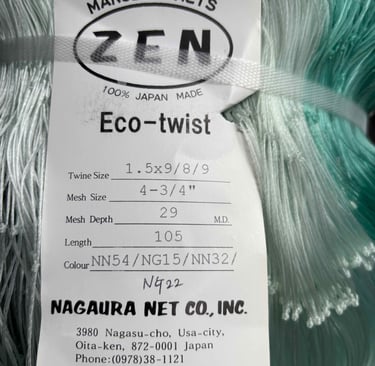 ZEN
100% JAPAN MADE
Eco-twist
Twine Size 1.5x9/8/9
Mesh Size 4-3/4"
Mesh Depth 29 M.D.
Length 105
Colour NN54/NG15/NN32/
NG22
NAGAURA NET CO., INC.
3980 Nagasu-cho, Usa-city,
Oita-ken, 872-0001 Japan
Phone:(0978)38-1121